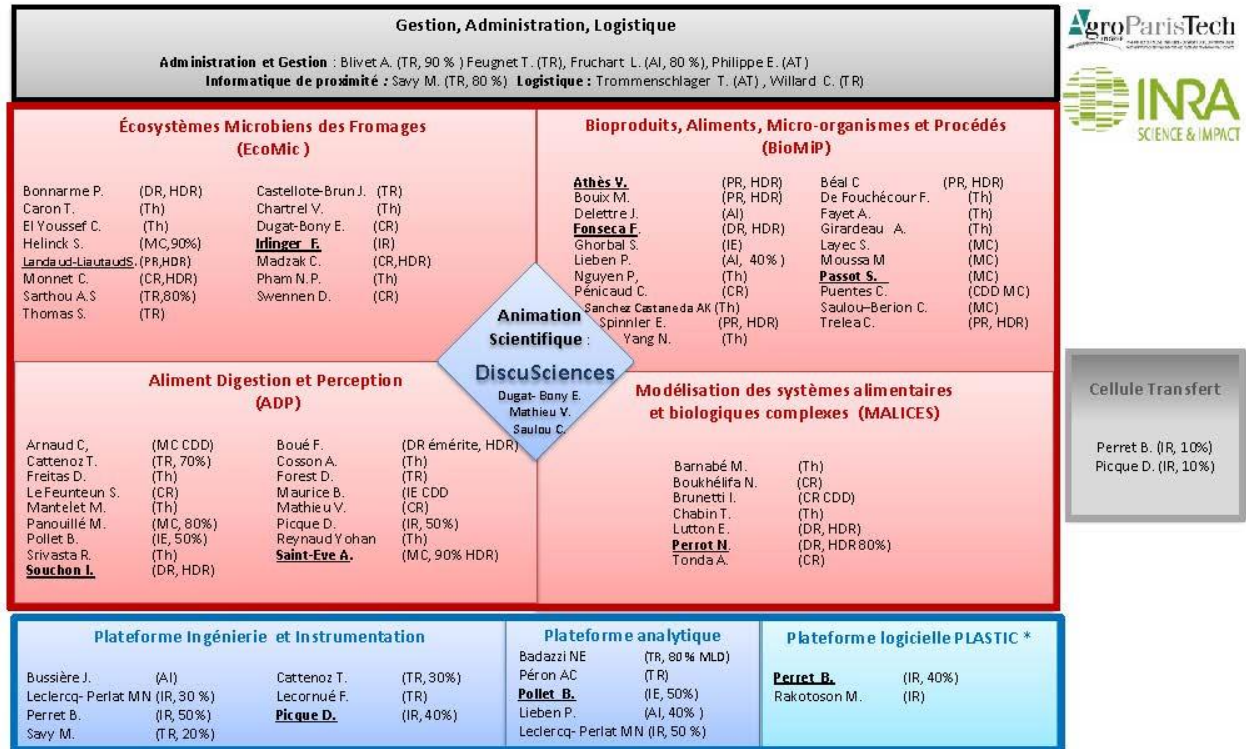 Gestion, Administration, Logistique
Administration et Gestion : Blivet A. (TR, 90 % ) Feugnet T. (TR), Fruchart L. (AI, 80 %), Philippe E. (AT)
Informatique de proximité : Savy M. (TR, 80 %) Logistique : Trommenschlager T. (AT) , Willard C. (TR)
AgroParisTech
INRA
SCIENCE & IMPACT
Écosystèmes Microbiens des Fromages
(EcoMic )
Bonnarme P. (DR, HDR) Castellote-Brun J. (TR)
Caron T. (Th) Chartrel V. (Th)
El Youssef C. (Th) Dugat-Bony E. (CR)
Helinck S. (MC,90%) Irlinger F. (IR)
Landaud-LiautaudS. (PR,HDR) Madzak C. (CR,HDR)
Monnet C. (CR,HDR) Pham N.P. (Th)
Sarthou A.S (TR,80%) Swennen D. (CR)
Thomas S. (TR)
Bioproduits, Aliments, Micro-organismes et Procédés
(BioMiP)
Athès V. (PR, HDR) Béal C (PR, HDR)
Bouix M. (PR, HDR) De Fouchécour F. (Th)
Delettre J. (AI) Fayet A. (Th)
Fonseca F. (DR, HDR) Girardeau A. (Th)
Ghorbal S. (IE) Layec S. (MC)
Lieben P. (AI, 40% ) Moussa M (MC)
Nguyen P, (Th) Passot S. (MC)
Pénicaud C. (CR) Puentes C. (CDD MC)
Sanchez Castaneda AK (Th) Saulou–Berion C. (MC)
Spinnler E. (PR, HDR) Trelea C. (PR, HDR)
Yang N. (Th)
Animation
Scientifique :
DiscuSciences
Dugat- Bony E.
Mathieu V.
Saulou C.
Aliment Digestion et Perception
(ADP)
Arnaud C, (MC CDD) Boué F. (DR émérite, HDR)
Cattenoz T. (TR, 70%) Cosson A. (Th)
Freitas D. (Th) Forest D. (TR)
Le Feunteun S. (CR) Maurice B. (IE CDD
Mantelet M. (Th) Mathieu V. (CR)
Panouillé M. (MC, 80%) Picque D. (IR, 50%)
Pollet B. (IE, 50%) Reynaud Yohan (Th)
Srivasta R. (Th) Saint-Eve A. (MC, 90% HDR)
Souchon I. (DR, HDR)
Modélisation des systèmes alimentaires
et biologiques complexes (MALICES)
Barnabé M. (Th)
Boukhélifa N. (CR)
Brunetti I. (CR CDD)
Chabin T. (Th)
Lutton E. (DR, HDR)
Perrot N. (DR, HDR 80%)
Tonda A. (CR)
Cellule Transfert
Perret B. (IR, 10%)
Picque D. (IR, 10%)
Plateforme Ingénierie et Instrumentation
Bussière J. (AI) Cattenoz T. (TR, 30%)
Leclercq- Perlat MN (IR, 30 %) Lecornué F. (TR)
Perret B. (IR, 50%) Picque D. (IR, 40%)
Savy M. (TR, 20%)
Plateforme analytique
Badazzi NE (TR, 80 % MLD)
Péron AC (TR)
Pollet B. (IE, 50%)
Lieben P. (AI, 40% )
Leclercq- Perlat MN (IR, 50 %)
Plateforme logicielle PLASTIC *
Perret B. (IR, 40%)
Rakotoson M. (IR)